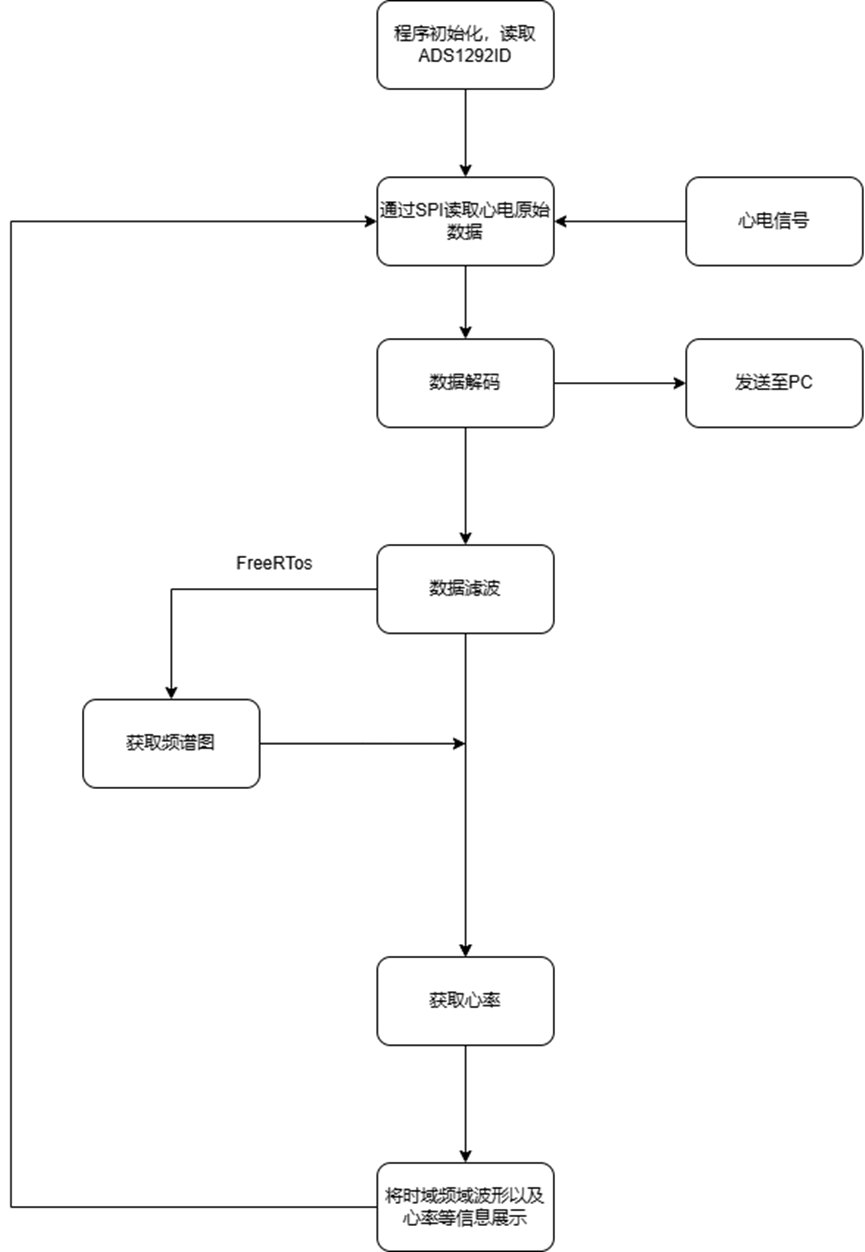 程序初始化，读取
ADS1292ID
通过SPI读取心电原始
数据
心电信号
数据解码
发送至PC
FreeRTos
数据滤波
获取频谱图
获取心率
将时域频域波形以及
心率等信息展示